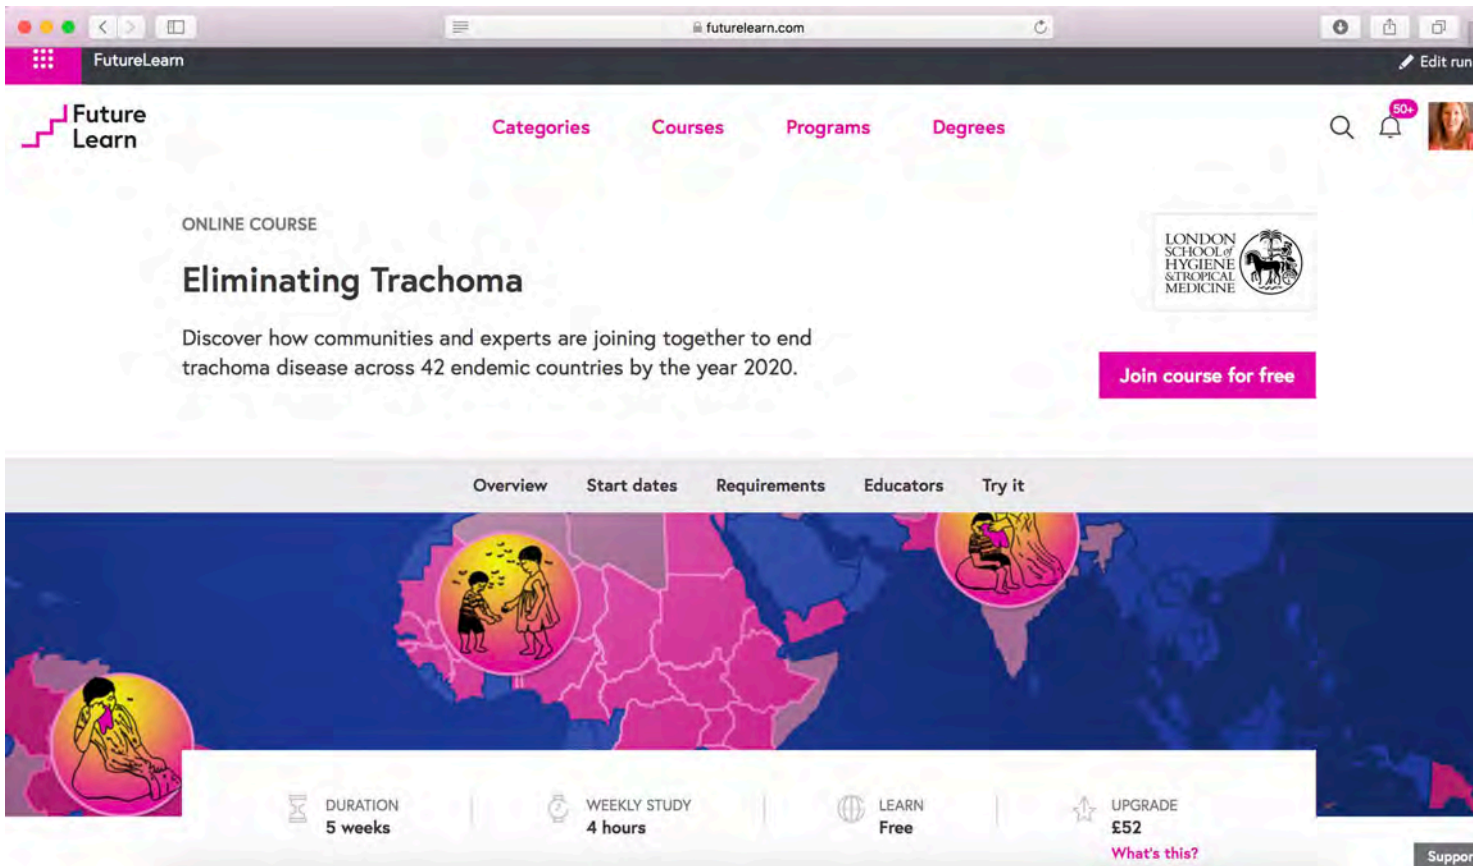 futurelearn.com
FutureLearn
Edit run
Future
Learn
Categories Courses Programs Degrees
50+
ONLINE COURSE
LONDON
SCHOOL of
HYGIENE
& TROPICAL
MEDICINE
Eliminating Trachoma
Discover how communities and experts are joining together to end
trachoma disease across 42 endemic countries by the year 2020.
Join course for free
Overview Start dates Requirements Educators Try it
DURATION
5 weeks
WEEKLY STUDY
4 hours
LEARN
Free
UPGRADE
£52
What's this?
Suppor